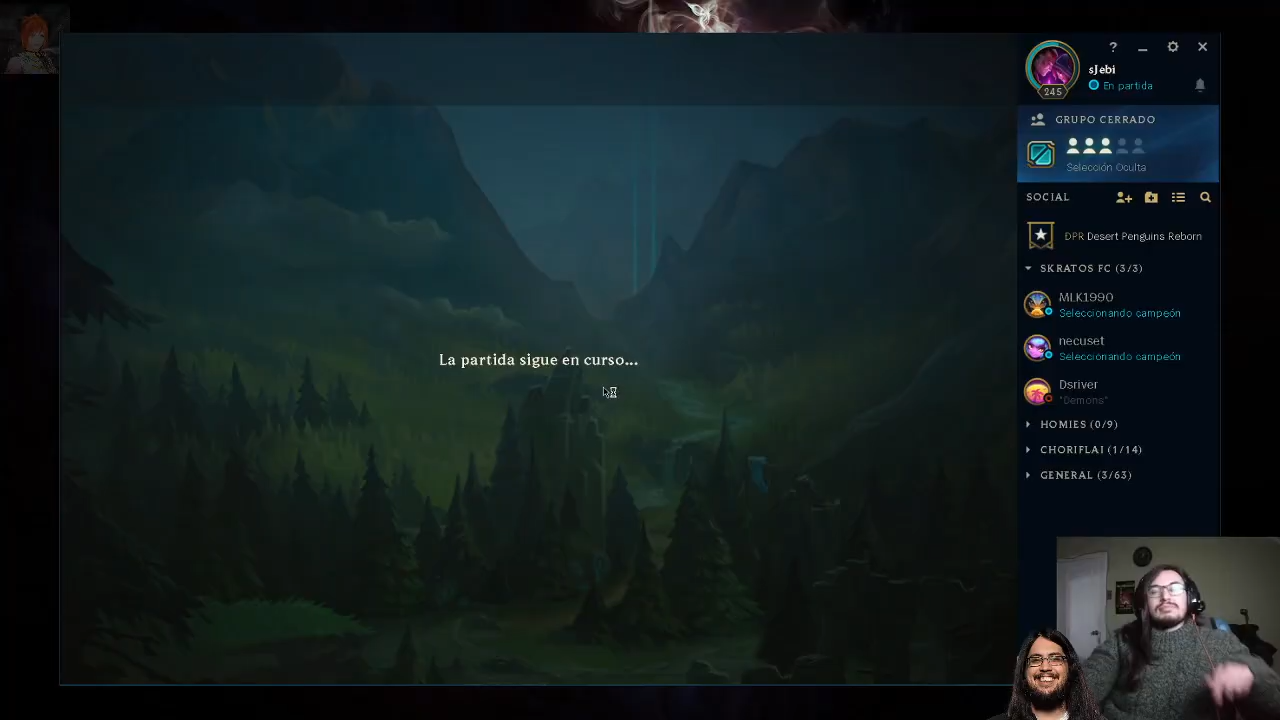 ?
sJebi
245
En partida
GRUPO CERRADO
Selección Oculta
SOCIAL
DPR Desert Penguins Reborn
SKRATOS FC (3/3)
MLK1990
Seleccionando campeón
necuset
Seleccionando campeón
Dsriver
"Demons"
HOMIES (0/9)
CHORIFLAI (1/14)
GENERAL (3/63)
La partida sigue en curso...